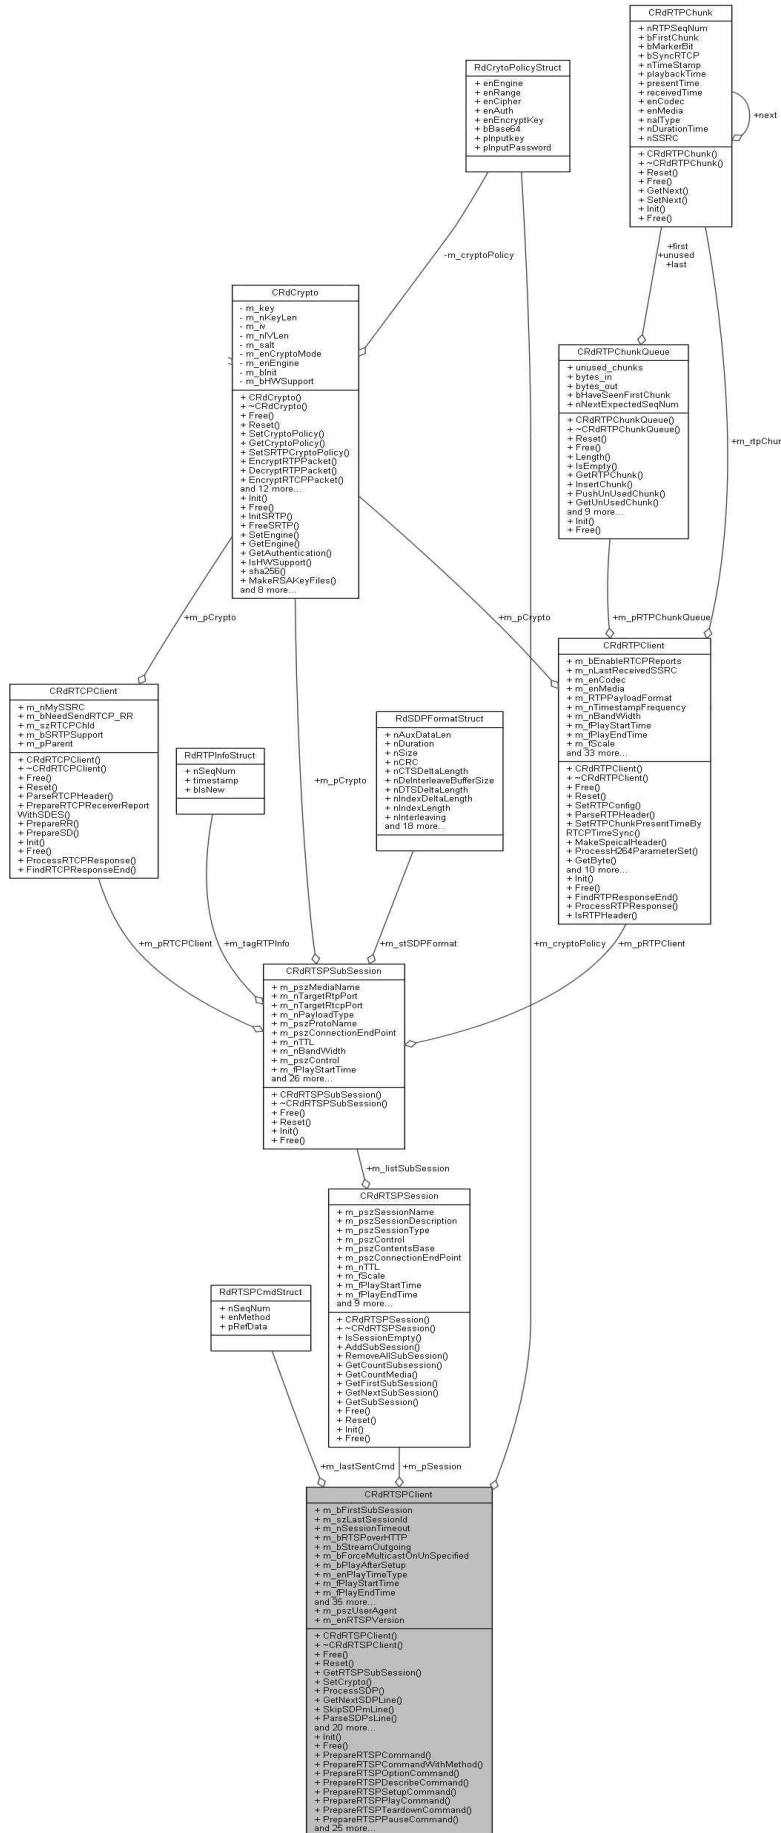 CRdRTPChunk
+ nRTPSeqNum
+ bFirstChunk
+ bMarkerBit
+ bSyncRTCP
+ nTimeStamp
+ playbackTime
+ presentTime
+ receivedTime
+ enCodec
+ enMedia
+ nalType
+ nDurationTime
+ nSSRC
+ CRdRTPChunk()
+ ~CRdRTPChunk()
+ Reset()
+ Free()
+ GetNext()
+ SetNext()
+ Init()
+ Free()
+next
RdCrytoPolicyStruct
+ enEngine
+ enRange
+ enCipher
+ enAuth
+ enEncryptKey
+ bBase64
+ pInputkey
+ pInputPassword
-m_cryptoPolicy
+first
+unused
+last
CRdCrypto
- m_key
- m_nKeyLen
- m_iv
- m_nIVLen
- m_salt
- m_enCryptoMode
- m_enEngine
- m_bInit
- m_bHWSupport
+ CRdCrypto()
+ ~CRdCrypto()
+ Free()
+ Reset()
+ SetCryptoPolicy()
+ GetCryptoPolicy()
+ SetSRTPCryptoPolicy()
+ EncryptRTPPacket()
+ DecryptRTPPacket()
+ EncryptRTCPPacket()
and 12 more...
+ Init()
+ Free()
+ InitSRTP()
+ FreeSRTP()
+ SetEngine()
+ GetEngine()
+ GetAuthentication()
+ IsHWSupport()
+ sha256()
+ MakeRSAKeyFiles()
and 8 more...
CRdRTPChunkQueue
+ unused_chunks
+ bytes_in
+ bytes_out
+ bHaveSeenFirstChunk
+ nNextExpectedSeqNum
+ CRdRTPChunkQueue()
+ ~CRdRTPChunkQueue()
+ Reset()
+ Free()
+ Length()
+ IsEmpty()
+ GetRTPChunk()
+ InsertChunk()
+ PushUnUsedChunk()
+ GetUnUsedChunk()
and 9 more...
+ Init()
+ Free()
+m_rtpChur
+m_pCrypto
+m_pCrypto
+m_pRTPChunkQueue
CRdRTCPClient
+ m_nMySSRC
+ m_bNeedSendRTCP_RR
+ m_szRTCPChId
+ m_bSRTPSupport
+ m_pParent
+ CRdRTCPClient()
+ ~CRdRTCPClient()
+ Free()
+ Reset()
+ ParseRTCPHeader()
+ PrepareRTCPReceiverReport
WithSDES()
+ PrepareRR()
+ PrepareSD()
+ Init()
+ Free()
+ ProcessRTCPResponse()
+ FindRTCPResponseEnd()
RdRTPInfoStruct
+ nSeqNum
+ timestamp
+ bIsNew
+m_pCrypto
RdSDPFormatStruct
+ nAuxDataLen
+ nDuration
+ nSize
+ nCRC
+ nCTSDeltaLength
+ nDeInterleaveBufferSize
+ nDTSDeltaLength
+ nIndexDeltaLength
+ nIndexLength
+ nInterleaving
and 18 more...
CRdRTPClient
+ m_bEnableRTCPReports
+ m_nLastReceivedSSRC
+ m_enCodec
+ m_enMedia
+ m_RTPPayloadFormat
+ m_nTimestampFrequency
+ m_nBandWidth
+ m_fPlayStartTime
+ m_fPlayEndTime
+ m_fScale
and 33 more...
+ CRdRTPClient()
+ ~CRdRTPClient()
+ Free()
+ Reset()
+ SetRTPConfig()
+ ParseRTPHeader()
+ SetRTPChunkPresentTimeBy
RTCPTimeSync()
+ MakeSpeicalHeader()
+ ProcessH264ParameterSet()
+ GetByte()
and 10 more...
+ Init()
+ Free()
+ FindRTPResponseEnd()
+ ProcessRTPResponse()
+ IsRTPHeader()
+m_pRTCPClient
+m_tagRTPInfo
+m_stSDPFormat
+m_cryptoPolicy
+m_pRTPClient
CRdRTSPSubSession
+ m_pszMediaName
+ m_nTargetRtpPort
+ m_nTargetRtcpPort
+ m_nPayloadType
+ m_pszProtoName
+ m_pszConnectionEndPoint
+ m_nTTL
+ m_nBandWidth
+ m_pszControl
+ m_fPlayStartTime
and 26 more...
+ CRdRTSPSubSession()
+ ~CRdRTSPSubSession()
+ Free()
+ Reset()
+ Init()
+ Free()
+m_listSubSession
CRdRTSPSession
+ m_pszSessionName
+ m_pszSessionDescription
+ m_pszSessionType
+ m_pszControl
+ m_pszContentsBase
+ m_pszConnectionEndPoint
+ m_nTTL
+ m_fScale
+ m_fPlayStartTime
+ m_fPlayEndTime
and 9 more...
+ CRdRTSPSession()
+ ~CRdRTSPSession()
+ IsSessionEmpty()
+ AddSubSession()
+ RemoveAllSubSession()
+ GetCountSubsession()
+ GetCountMedia()
+ GetFirstSubSession()
+ GetNextSubSession()
+ GetSubSession()
+ Free()
+ Reset()
+ Init()
+ Free()
RdRTSPCmdStruct
+ nSeqNum
+ enMethod
+ pRefData
+m_lastSentCmd
+m_pSession
CRdRTSPClient
+ m_bFirstSubSession
+ m_szLastSessionId
+ m_nSessionTimeout
+ m_bRTSPoverHTTP
+ m_bStreamOutgoing
+ m_bForceMulticastOnUnSpecified
+ m_bPlayAfterSetup
+ m_enPlayTimeType
+ m_fPlayStartTime
+ m_fPlayEndTime
and 35 more...
+ m_pszUserAgent
+ m_enRTSPVersion
+ CRdRTSPClient()
+ ~CRdRTSPClient()
+ Free()
+ Reset()
+ GetRTSPSubSession()
+ SetCrypto()
+ ProcessSDP()
+ GetNextSDPLine()
+ SkipSDPmLine()
+ ParseSDPsLine()
and 20 more...
+ Init()
+ Free()
+ PrepareRTSPCommand()
+ PrepareRTSPCommandWithMethod()
+ PrepareRTSPOptionCommand()
+ PrepareRTSPDescribeCommand()
+ PrepareRTSPSetupCommand()
+ PrepareRTSPPlayCommand()
+ PrepareRTSPTeardownCommand()
+ PrepareRTSPPauseCommand()
and 25 more...